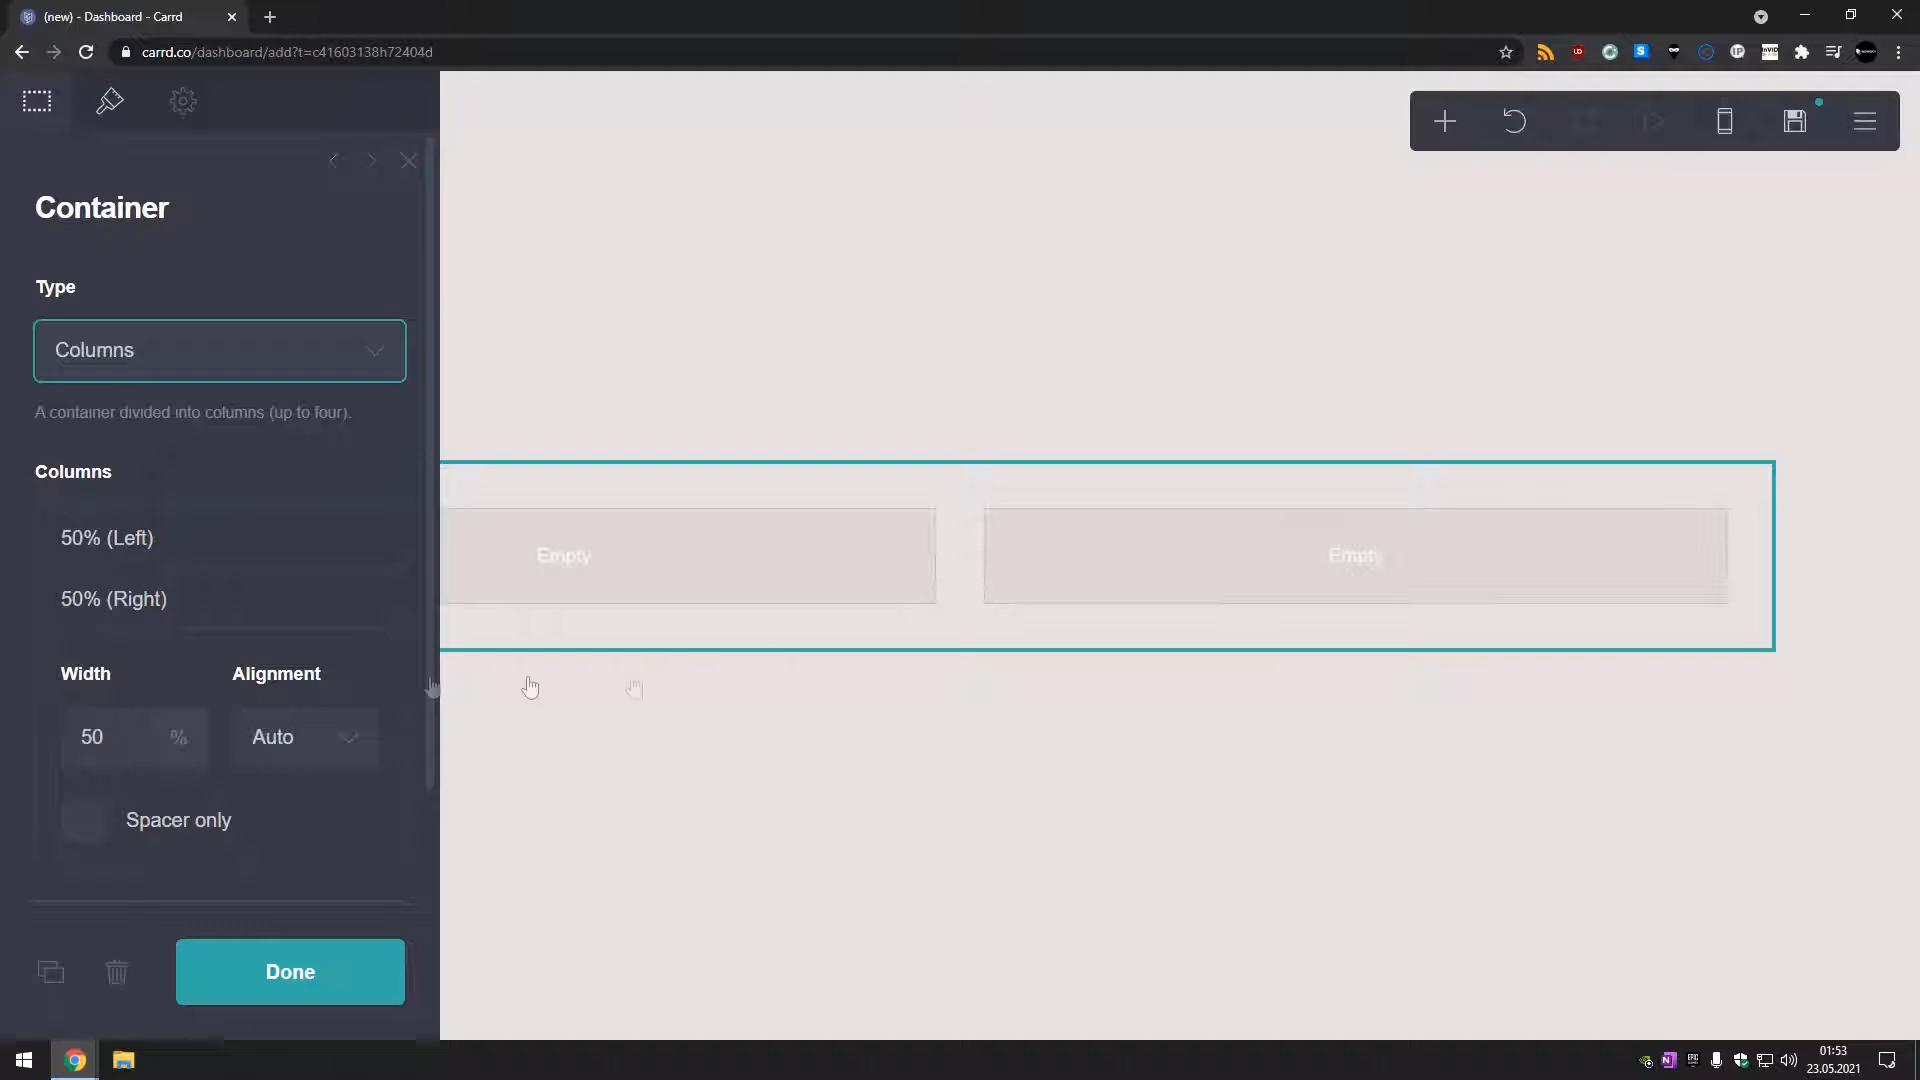 (new) - Dashboard - Carrd
carrd.co/dashboard/add?t=c41603138h72404d
Container
Type
Columns
A container divided into columns (up to four).
Columns
50% (Left)
50% (Right)
Width
Alignment
50 %
Auto
Spacer only
Done
Empty
Empty
01:53
23.05.2021